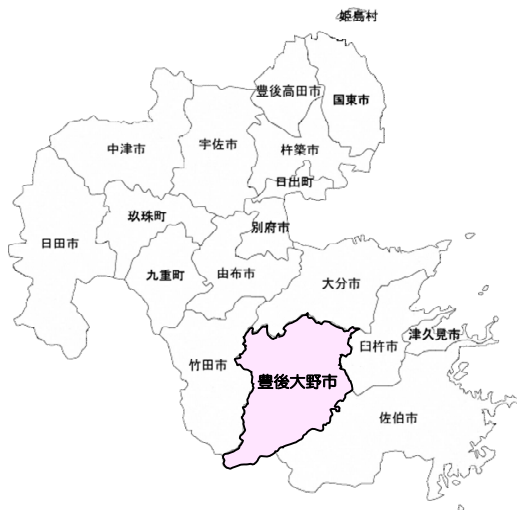 姫島村
豊後高田市
国東市
中津市
宇佐市
杵築市
日出町
玖珠町
別府市
日田市
九重町
由布市
大分市
津久見市
臼杵市
竹田市
豊後大野市
佐伯市